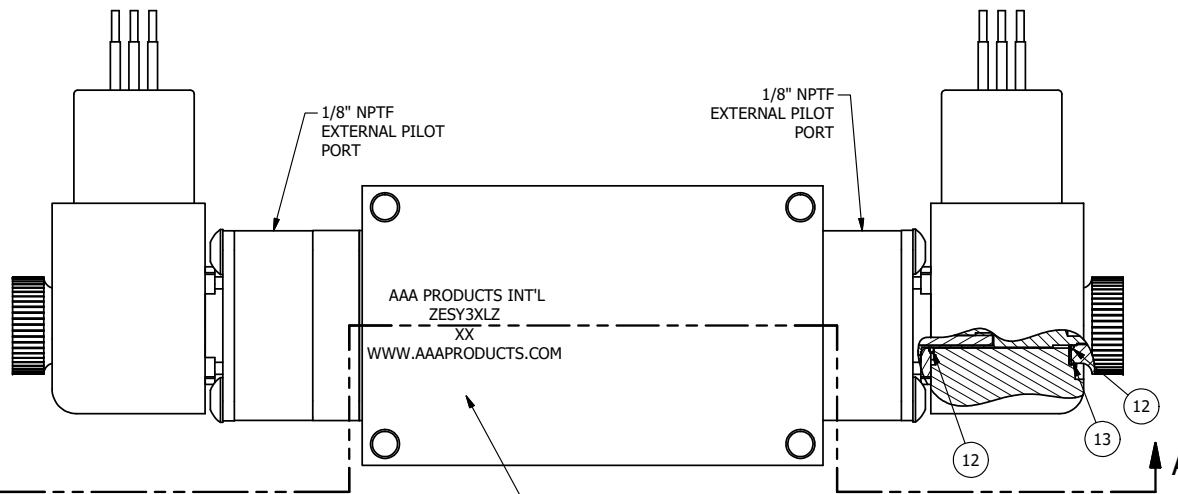 1/8" NPTF
EXTERNAL PILOT
PORT
1/8" NPTF
EXTERNAL PILOT
PORT
AAA PRODUCTS INT'L
ZESY3XLZ
XX
WWW.AAAPRODUCTS.COM
12
13
12
A